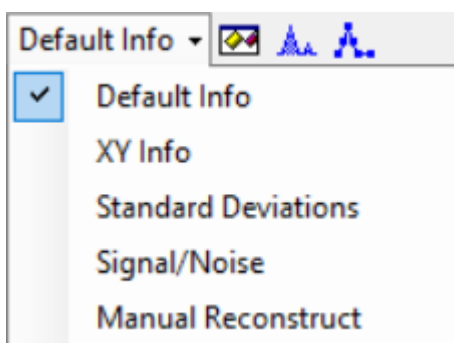 Default Info
Default Info
XY Info
Standard Deviations
Signal/Noise
Manual Reconstruct